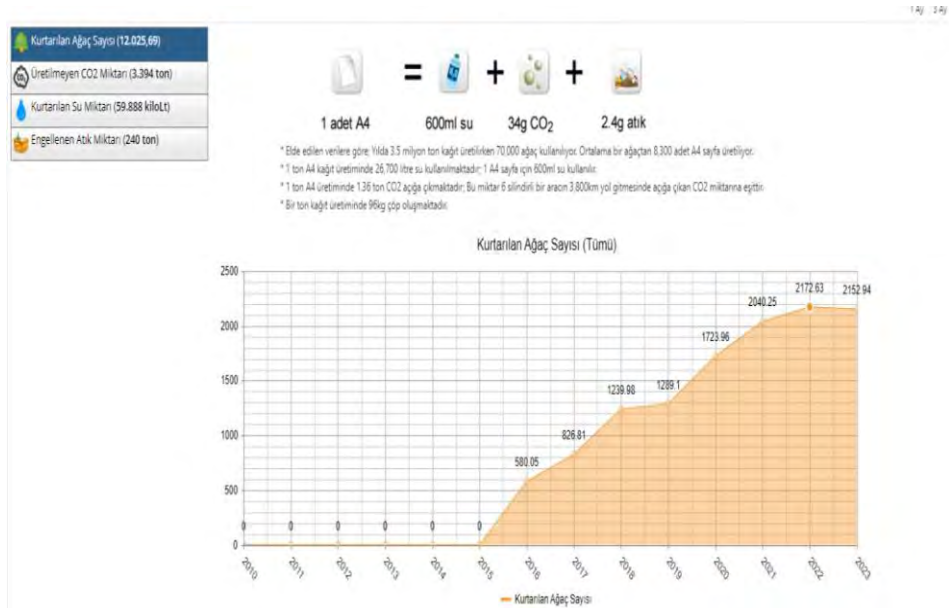 1 Ay 3 Ay
Kurtarılan Ağaç Sayısı (12.025,69)
Üretilmeyen CO2 Miktarı (3.394 ton)
Kurtarılan Su Miktarı (59.888 kiloLt)
Engellenen Atık Miktarı (240 ton)
= + +
1 adet A4 600ml su 34g CO2 2.4g atık
* Elde edilen verilere göre; Yılda 3.5 milyon ton kağıt üretilirken 70,000 ağaç kullanılıyor. Ortalama bir ağaçtan 8,300 adet A4 sayfa üretiliyor.
* 1 ton A4 kağıt üretiminde 26,700 litre su kullanılmaktadır; 1 A4 sayfa için 600ml su kullanılır.
* 1 ton A4 üretiminde 1.36 ton CO2 açığa çıkmaktadır; Bu miktar 6 silindirli bir aracın 3.800km yol gitmesinde açığa çıkan CO2 miktarına eşittir.
* Bir ton kağıt üretiminde 96kg çöp oluşmaktadır.
Kurtarılan Ağaç Sayısı (Tümü)
2500
2000
1500
1000
500
0
0 0 0 0 0 0 580.05 826.81 1239.98 1289.1 1723.96 2040.25 2172.63 2152.94
2010 2011 2012 2013 2014 2015 2016 2017 2018 2019 2020 2021 2022 2023
Kurtarılan Ağaç Sayısı